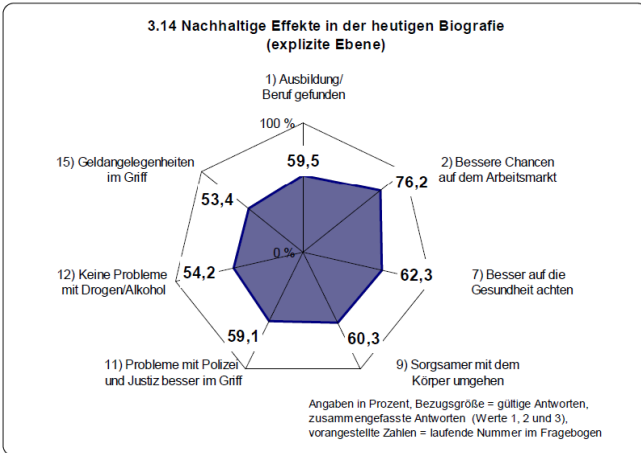 3.14 Nachhaltige Effekte in der heutigen Biografie
(explizite Ebene)
1) Ausbildung/
Beruf gefunden
100 %
59,5
2) Bessere Chancen
auf dem Arbeitsmarkt
76,2
15) Geldangelegenheiten
im Griff
53,4
0 %
12) Keine Probleme
mit Drogen/Alkohol
54,2
7) Besser auf die
Gesundheit achten
62,3
11) Probleme mit Polizei
und Justiz besser im Griff
59,1
9) Sorgsamer mit dem
Körper umgehen
60,3
Angaben in Prozent, Bezugsgröße = gültige Antworten,
zusammengefasste Antworten (Werte 1, 2 und 3),
vorangestellte Zahlen = laufende Nummer im Fragebogen